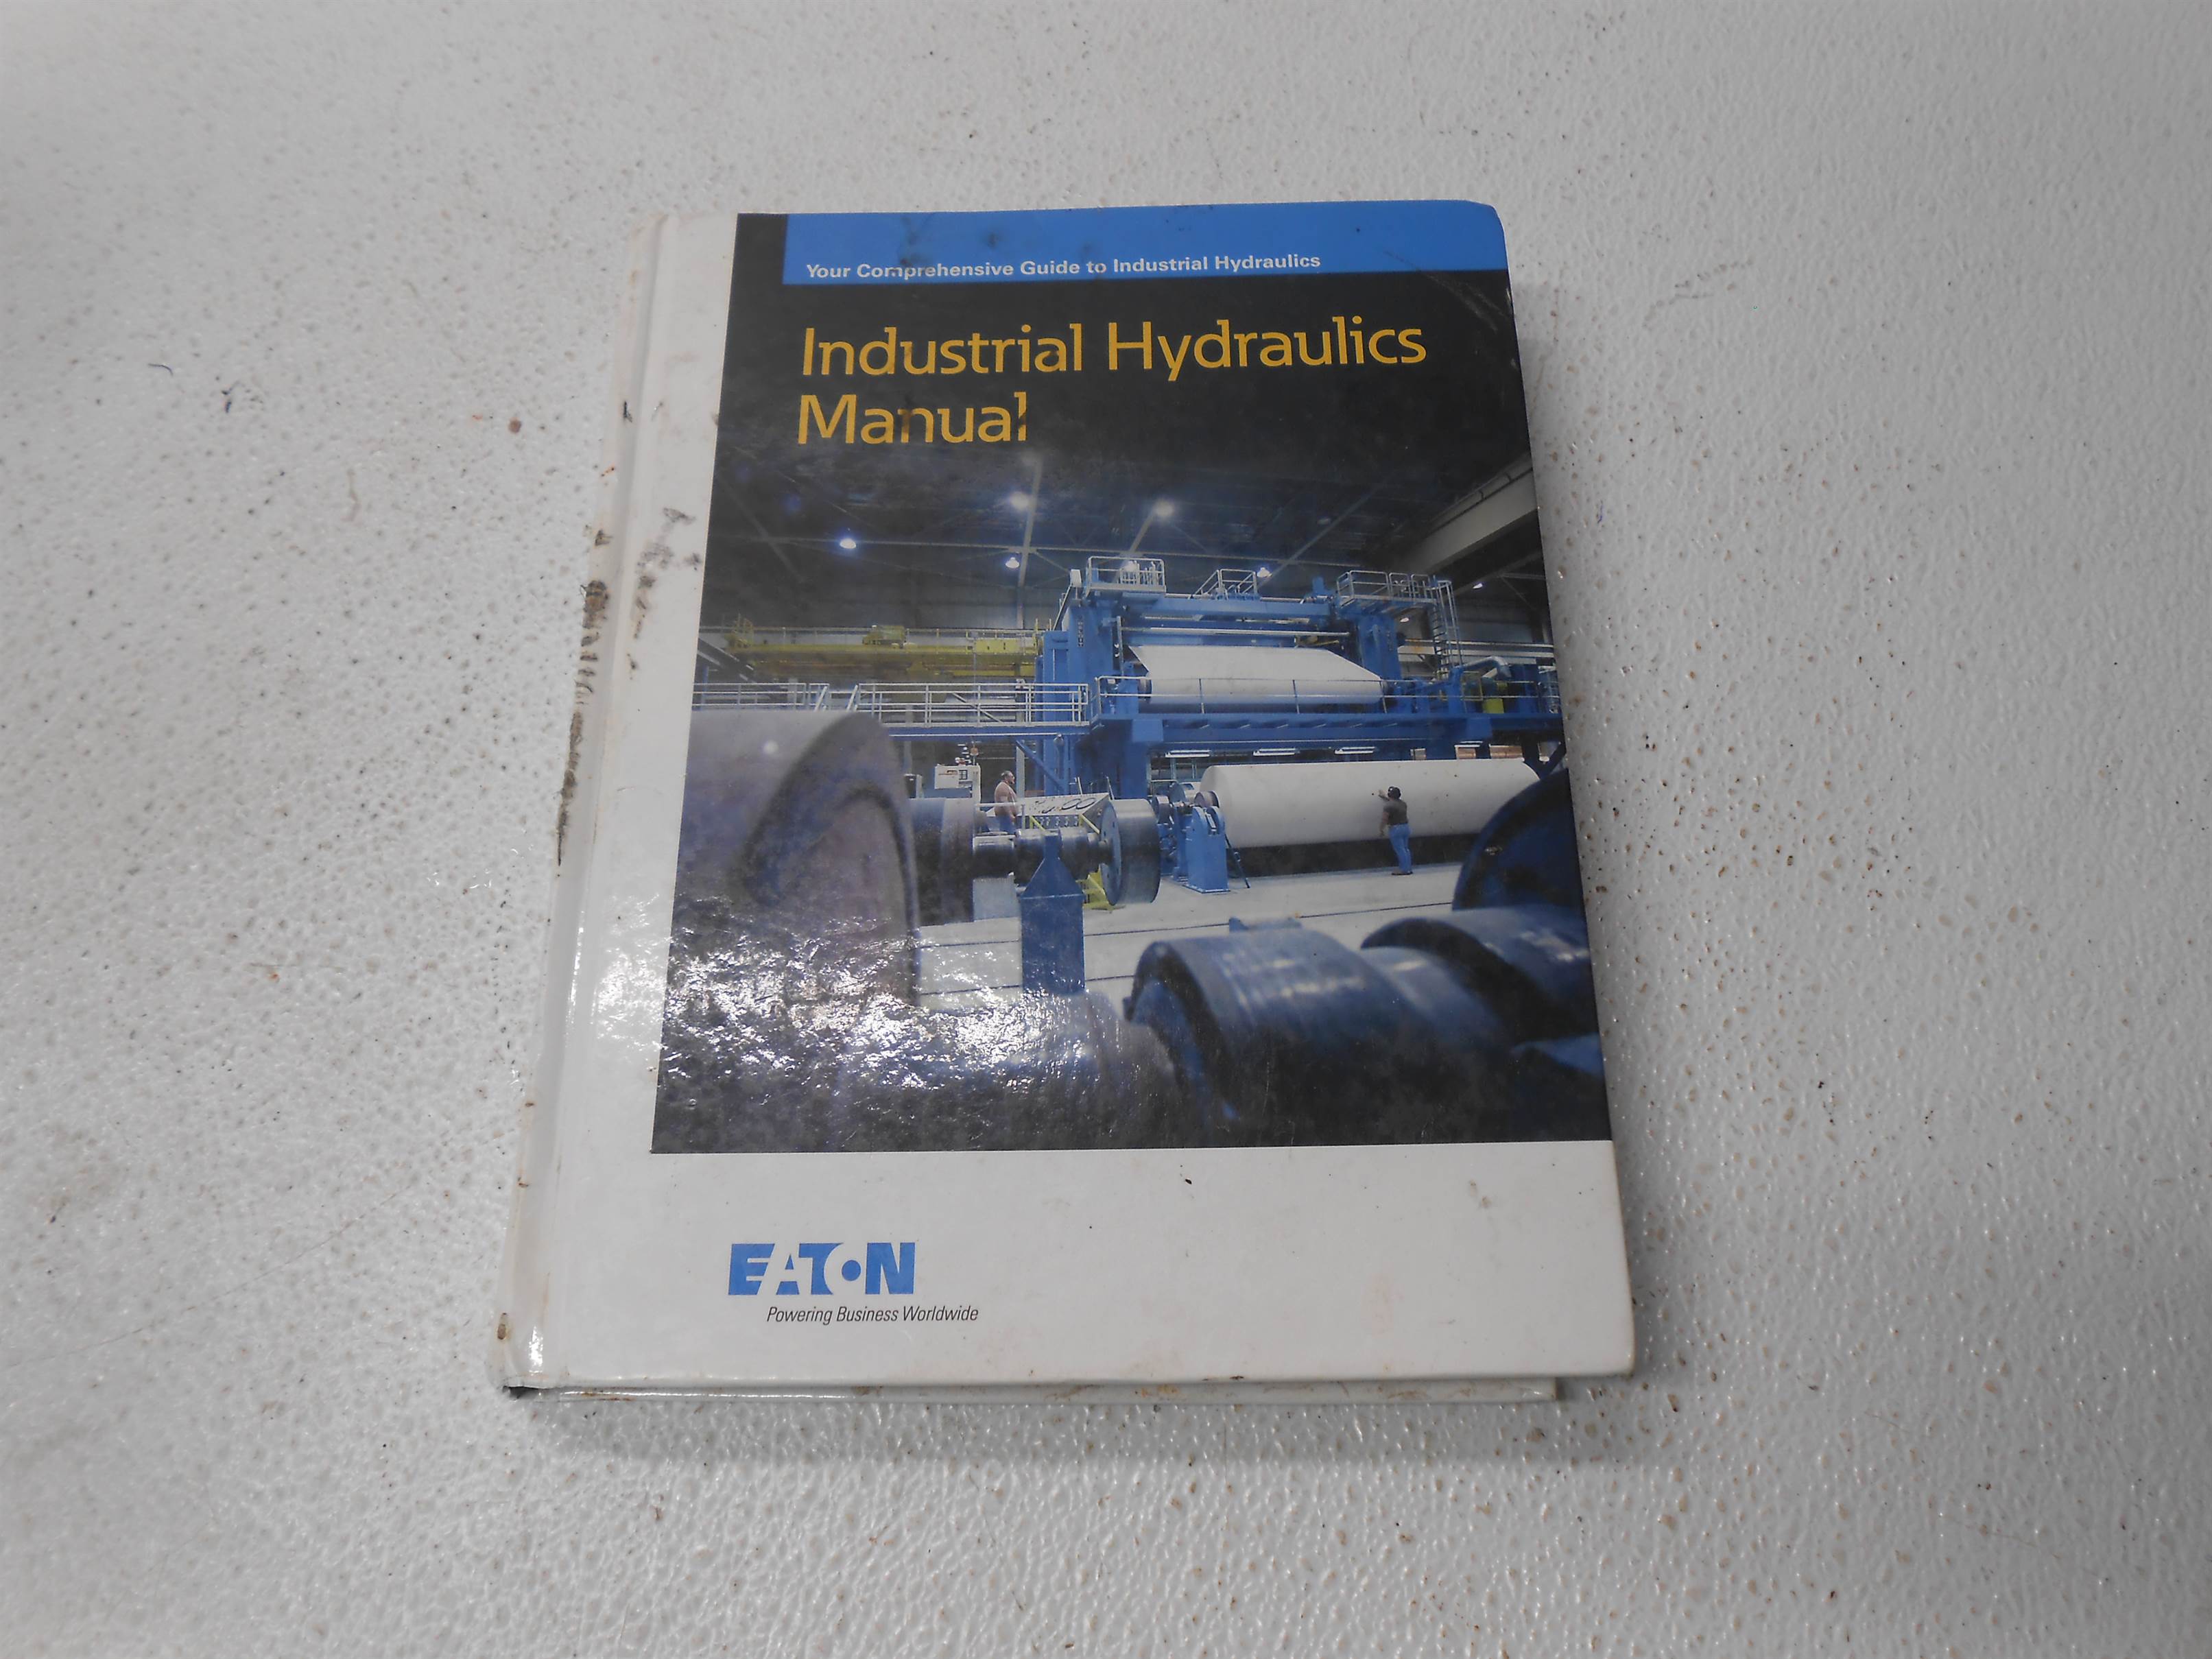 Your Comprehensive Guide to Industrial Hydraulics
Industrial Hydraulics
Manual
EATON
Powering Business Worldwide